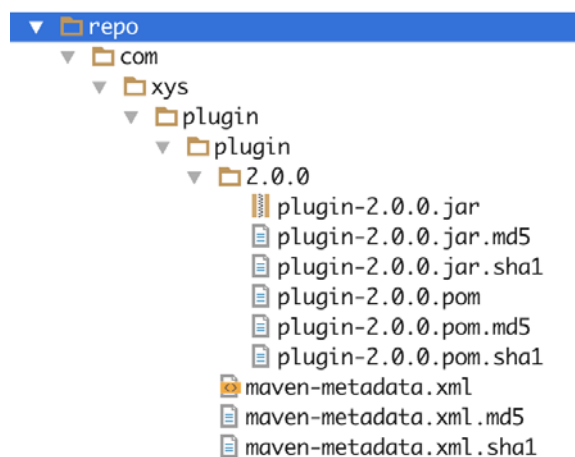 repo
com
xys
plugin
plugin
2.0.0
plugin-2.0.0.jar
plugin-2.0.0.jar.md5
plugin-2.0.0.jar.sha1
plugin-2.0.0.pom
plugin-2.0.0.pom.md5
plugin-2.0.0.pom.sha1
maven-metadata.xml
maven-metadata.xml.md5
maven-metadata.xml.sha1